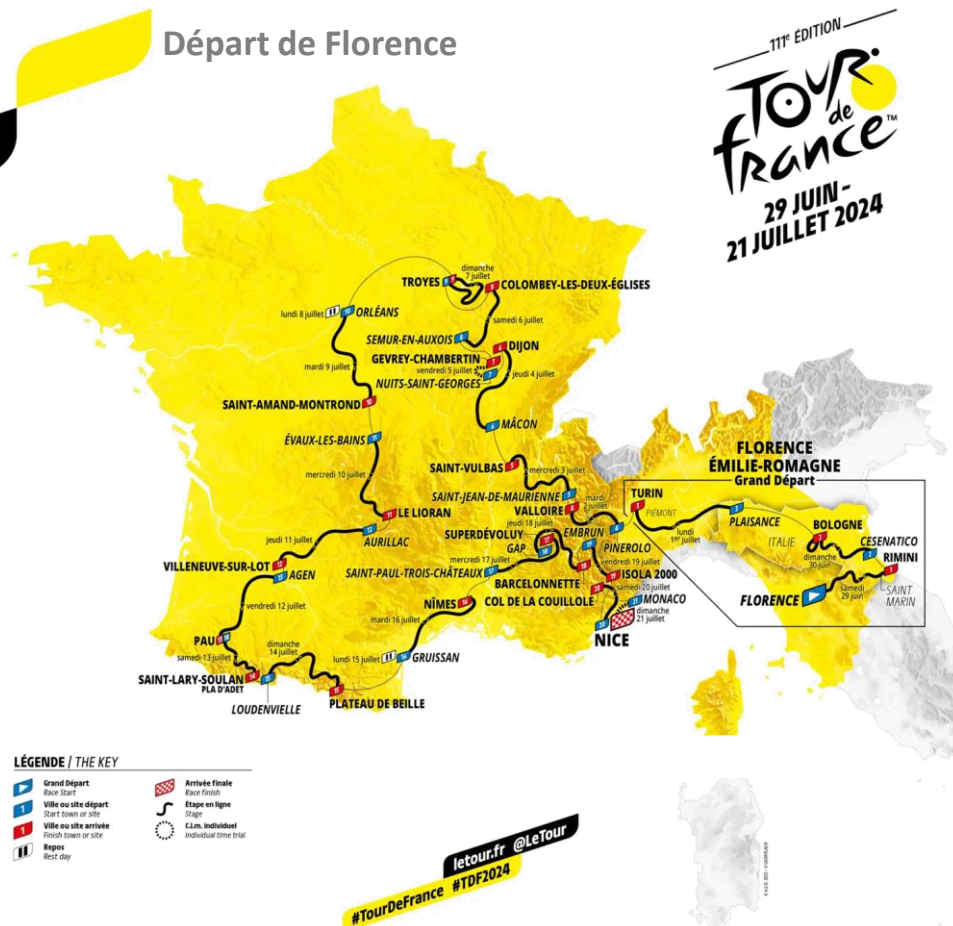 Départ de Florence
111e ÉDITION
TOUR
de
france™
29 JUIN -
21 JUILLET 2024
dimanche
7 juillet
TROYES
COLOMBEY-LES-DEUX-ÉGLISES
lundi 8 juillet
ORLÉANS
samedi 6 juillet
SEMUR-EN-AUXOIS
DIJON
GEVREY-CHAMBERTIN
vendredi 5 juillet
jeudi 4 juillet
NUITS-SAINT-GEORGES
mardi 9 juillet
SAINT-AMAND-MONTROND
MÂCON
ÉVAUX-LES-BAINS
mercredi 10 juillet
SAINT-VULBAS
mercredi 3 juillet
FLORENCE
ÉMILIE-ROMAGNE
Grand Départ
SAINT-JEAN-DE-MAURIENNE
mardi
2 juillet
TURIN
PIÉMONT
LE LIORAN
VALLOIRE
jeudi 18 juillet
PLAISANCE
lundi
1er juillet
BOLOGNE
ITALIE
AURILLAC
jeudi 11 juillet
SUPERDÉVOLUY
EMBRUN
GAP
PINEROLO
CESENATICO
dimanche
30 juin
RIMINI
mercredi 17 juillet
vendredi 19 juillet
VILLENEUVE-SUR-LOT
AGEN
SAINT-PAUL-TROIS-CHÂTEAUX
BARCELONNETTE
ISOLA 2000
samedi 20 juillet
samedi
29 juin
SAINT
MARIN
FLORENCE
COL DE LA COUILLOLE
MONACO
dimanche
21 juillet
NÎMES
vendredi 12 juillet
mardi 16 juillet
NICE
PAU
samedi 13 juillet
dimanche
14 juillet
lundi 15 juillet
GRUISSAN
SAINT-LARY-SOULAN
PLA D'ADET
LOUDENVIELLE
PLATEAU DE BEILLE
LÉGENDE / THE KEY
Grand Départ
Race Start
1
Ville ou site départ
Start town or site
1
Ville ou site arrivée
Finish town or site
Repos
Rest day
Arrivée finale
Race finish
Étape en ligne
Stage
C.l.m. individuel
Individual time trial
letour.fr @LeTour
#TourDeFrance #TDF2024